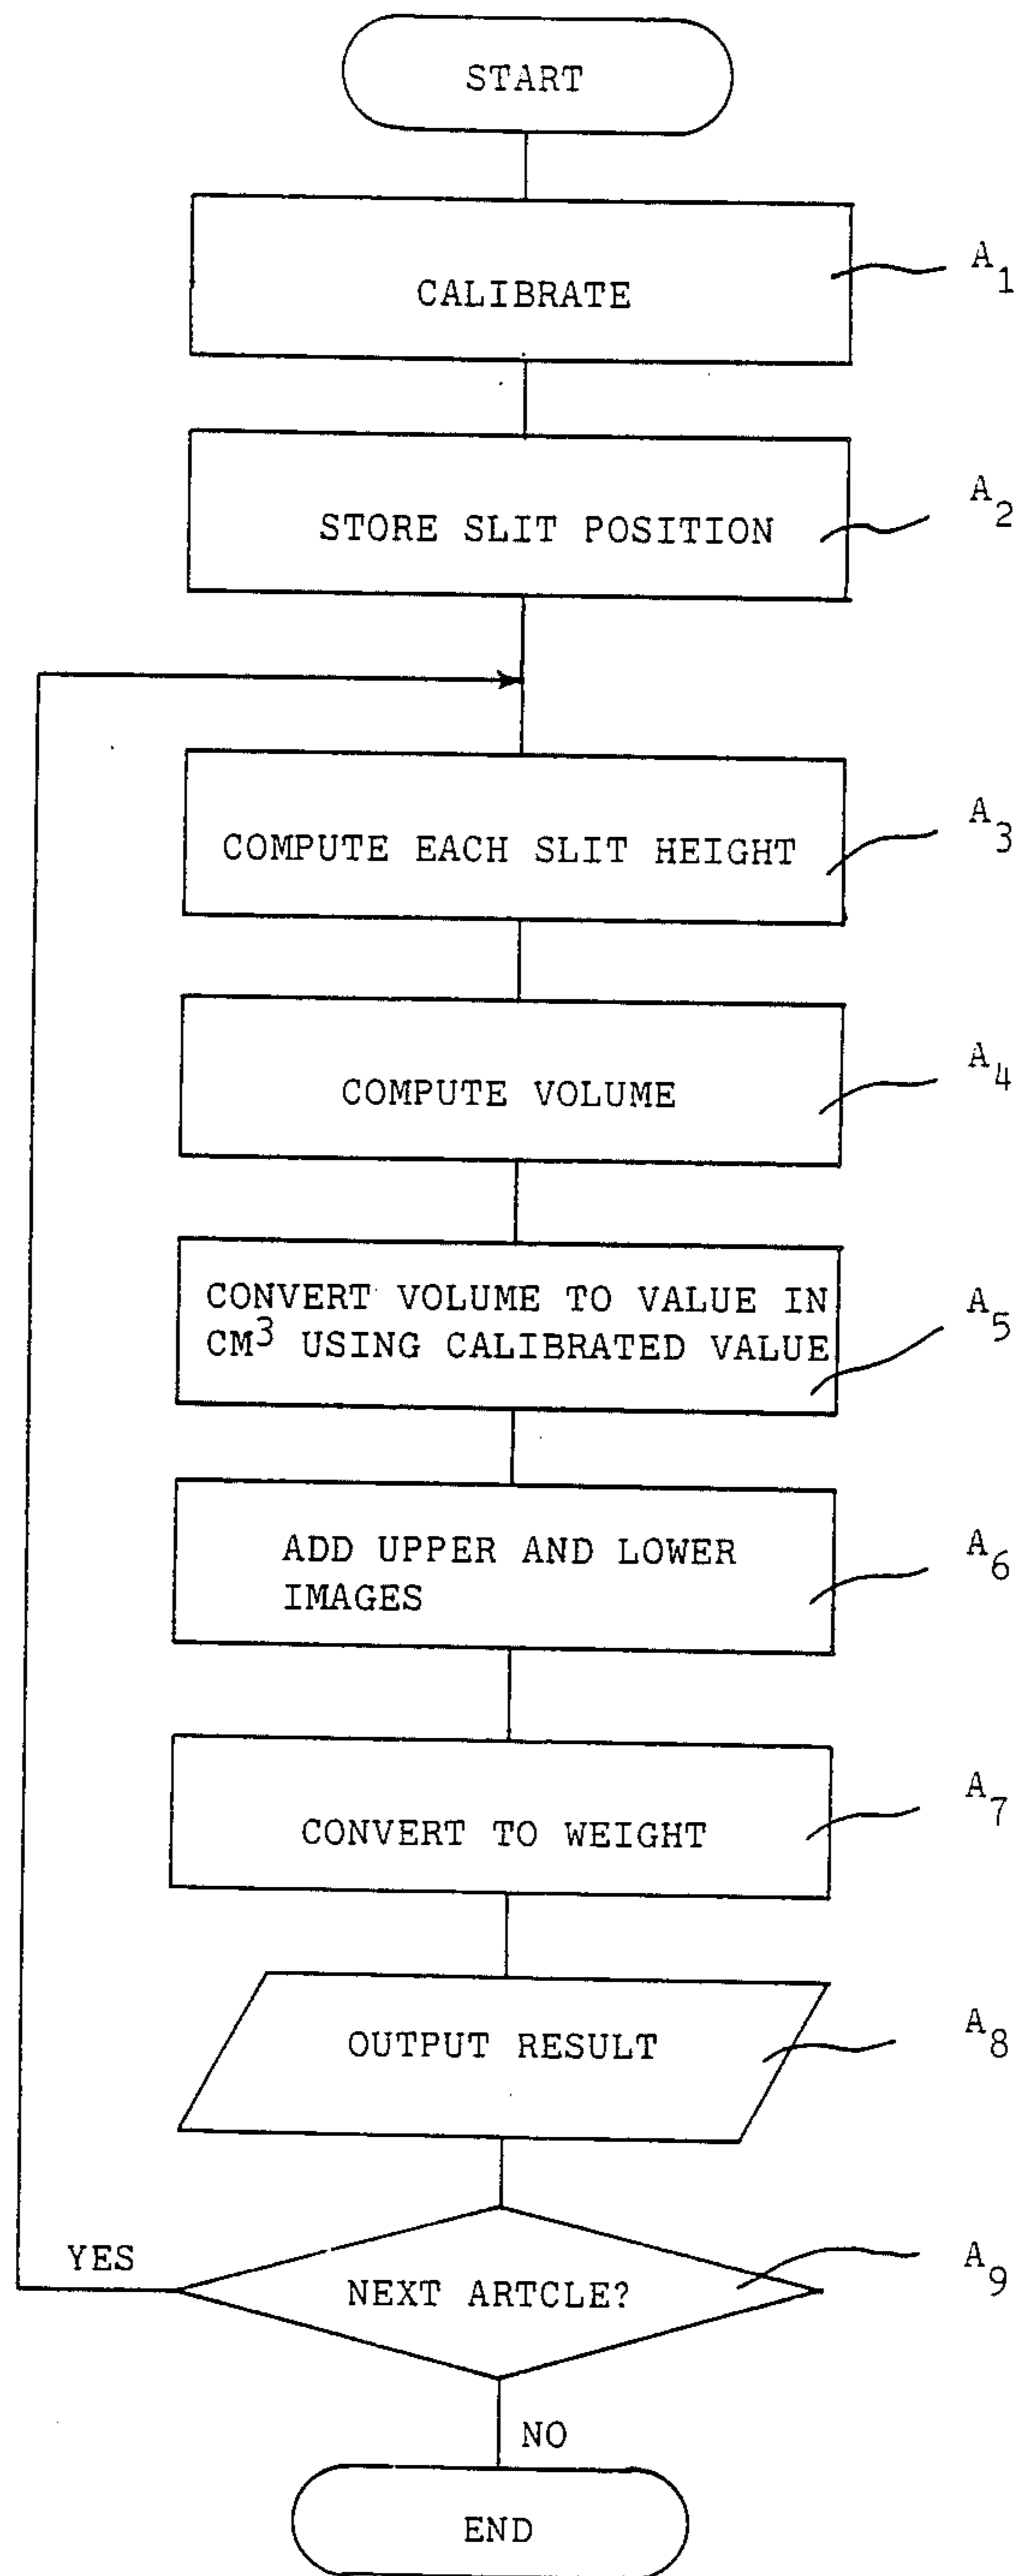 START
CALIBRATE
A1
STORE SLIT POSITION
A2
COMPUTE EACH SLIT HEIGHT
A3
COMPUTE VOLUME
A4
CONVERT VOLUME TO VALUE IN
CM3 USING CALIBRATED VALUE
A5
ADD UPPER AND LOWER
IMAGES
A6
CONVERT TO WEIGHT
A7
OUTPUT RESULT
A8
YES
NEXT ARTCLE?
A9
NO
END